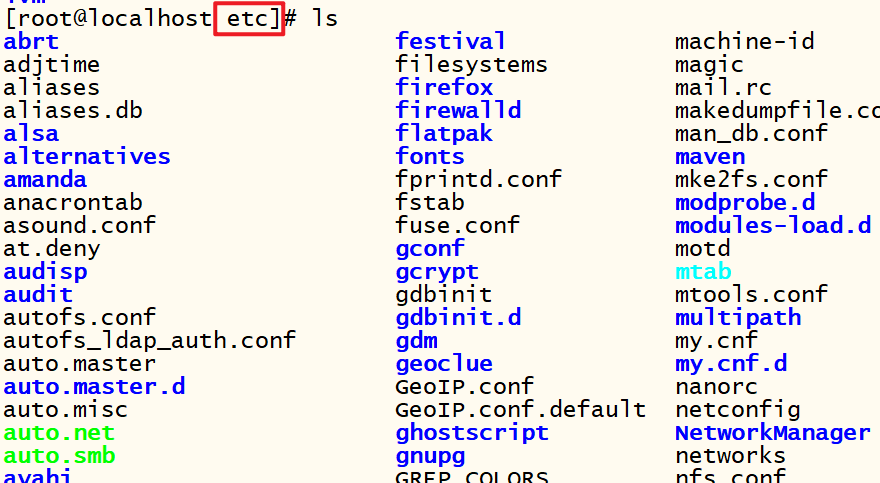 [root@localhost etc]# ls
abrt festival machine-id
adjtime filesystems magic
aliases firefox mail.rc
aliases.db firewalld makedumpfile.co
alsa flatpak man_db.conf
alternatives fonts maven
amanda fprintd.conf mke2fs.conf
anacrontab fstab modprobe.d
asound.conf fuse.conf modules-load.d
at.deny gconf motd
audisp gcrypt mtab
audit gdbinit mtools.conf
autofs.conf gdbinit.d multipath
autofs_ldap_auth.conf gdm my.cnf
auto.master geoclue my.cnf.d
auto.master.d GeoIP.conf nanorc
auto.misc GeoIP.conf.default netconfig
auto.net ghostscript NetworkManager
auto.smb gnupg networks
avahi GREP_COLORS nfs.conf